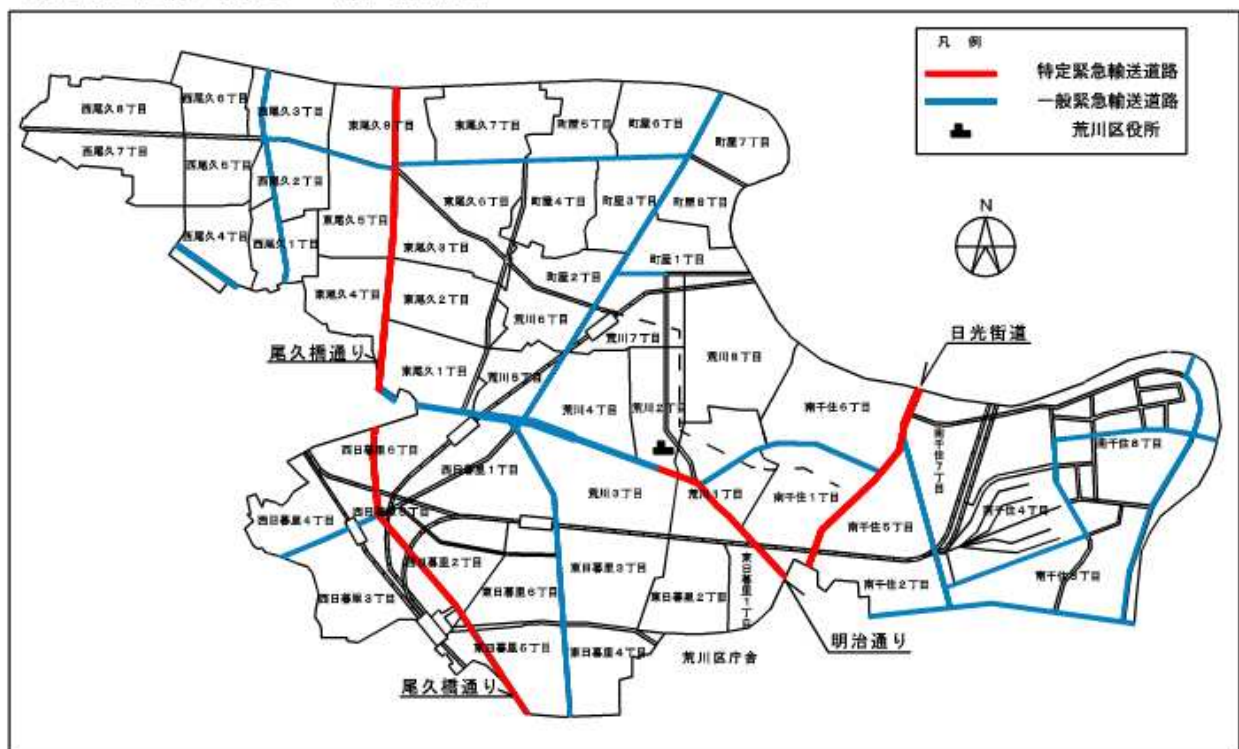 凡 例
特定緊急輸送道路
一般緊急輸送道路
荒川区役所
N
西尾久8丁目
西尾久6丁目
西尾久3丁目
東尾久8丁目
東尾久7丁目
町屋5丁目
町屋6丁目
町屋7丁目
西尾久7丁目
西尾久5丁目
西尾久2丁目
東尾久6丁目
町屋4丁目
町屋3丁目
町屋8丁目
西尾久4丁目
西尾久1丁目
東尾久5丁目
東尾久3丁目
町屋2丁目
町屋1丁目
東尾久4丁目
東尾久2丁目
荒川6丁目
荒川7丁目
荒川8丁目
尾久橋通り
日光街道
東尾久1丁目
荒川5丁目
荒川4丁目
荒川2丁目
南千住6丁目
南千住7丁目
南千住8丁目
西日暮里6丁目
西日暮里1丁目
荒川3丁目
荒川1丁目
南千住1丁目
南千住5丁目
南千住4丁目
西日暮里4丁目
西日暮里5丁目
西日暮里2丁目
東日暮里3丁目
東日暮里2丁目
東日暮里1丁目
南千住2丁目
南千住3丁目
西日暮里3丁目
東日暮里6丁目
東日暮里5丁目
東日暮里4丁目
荒川区庁舎
明治通り
尾久橋通り